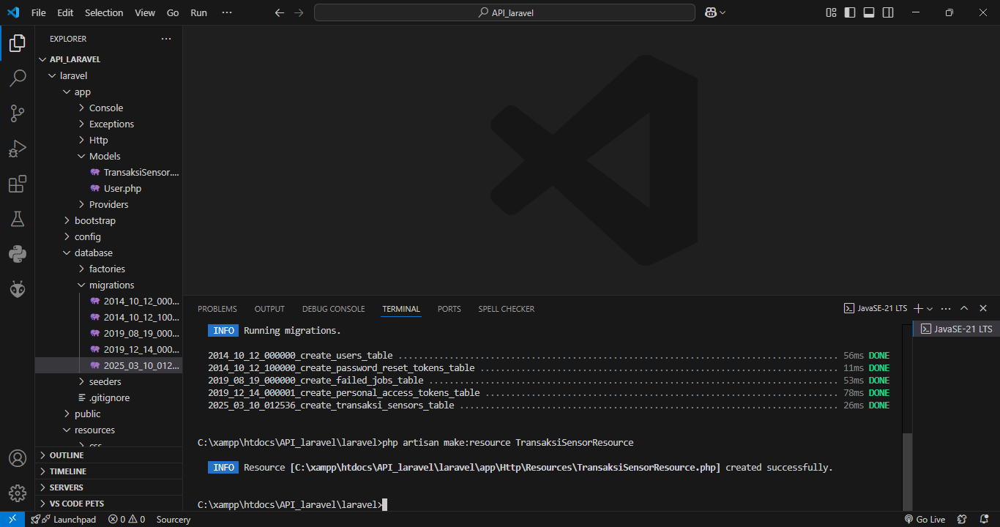 File Edit Selection View Go Run ···
API_laravel
EXPLORER ···
API_LARAVEL
laravel
app
Console
Exceptions
Http
Models
TransaksiSensor....
User.php
Providers
bootstrap
config
database
factories
migrations
2014_10_12_000...
2014_10_12_100...
2019_08_19_000...
2019_12_14_000...
2025_03_10_012...
seeders
.gitignore
public
resources
css
OUTLINE
TIMELINE
SERVERS
VS CODE PETS
PROBLEMS OUTPUT DEBUG CONSOLE TERMINAL PORTS SPELL CHECKER
JavaSE-21 LTS
JavaSE-21 LTS
INFO Running migrations.
2014_10_12_000000_create_users_table ........ 56ms DONE
2014_10_12_100000_create_password_reset_tokens_table ........ 11ms DONE
2019_08_19_000000_create_failed_jobs_table ........ 53ms DONE
2019_12_14_000001_create_personal_access_tokens_table ........ 78ms DONE
2025_03_10_012536_create_transaksi_sensors_table ........ 26ms DONE
C:\xampp\htdocs\API_laravel\laravel>php artisan make:resource TransaksiSensorResource
INFO Resource [C:\xampp\htdocs\API_laravel\laravel\app\Http\Resources\TransaksiSensorResource.php] created successfully.
C:\xampp\htdocs\API_laravel\laravel>
Launchpad 0 0 Sourcery
Go Live